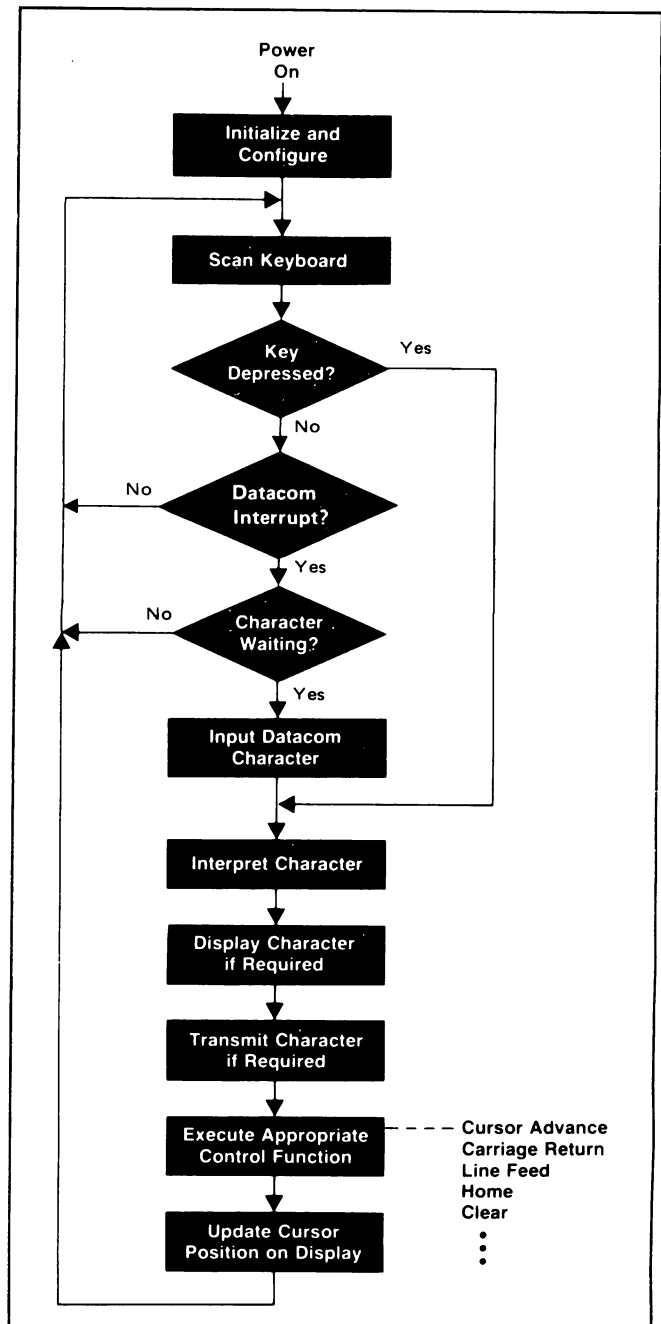 Power
On
Initialize and
Configure
Scan Keyboard
Key
Depressed?
Yes
No
Datacom
Interrupt?
No
Yes
Character
Waiting?
No
Yes
Input Datacom
Character
Interpret Character
Display Character
if Required
Transmit Character
if Required
Execute Appropriate
Control Function
Cursor Advance
Carriage Return
Line Feed
Home
Clear
Update Cursor
Position on Display